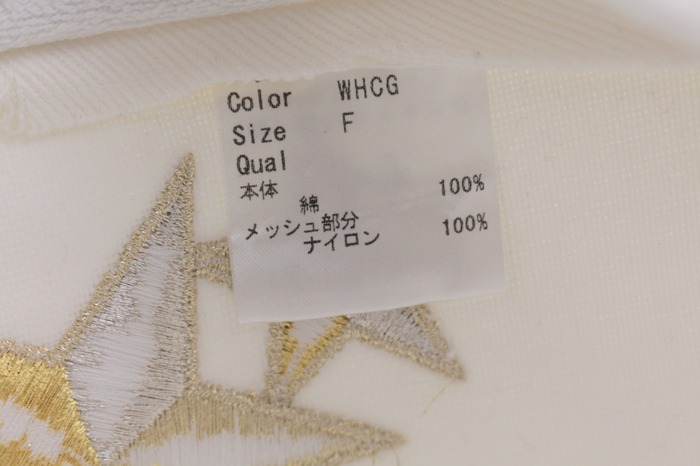 Color WHCG
Size F
Qual
本体
綿 100%
メッシュ部分
ナイロン 100%